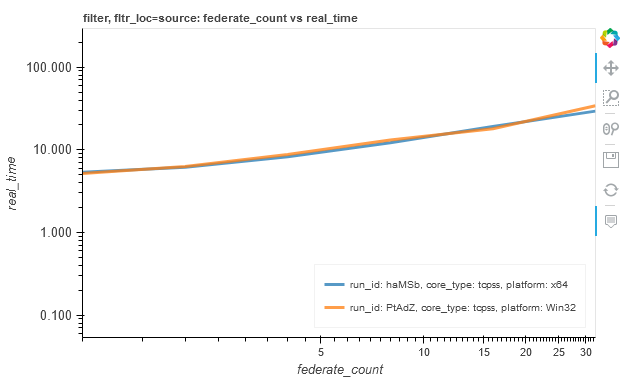 filter, fltr_loc=source: federate_count vs real_time
100.000
10.000
1.000
0.100
real_time
run_id: haMSb, core_type: tcpss, platform: x64
run_id: PtAdZ, core_type: tcpss, platform: Win32
5
10
15
20
25
30
federate_count